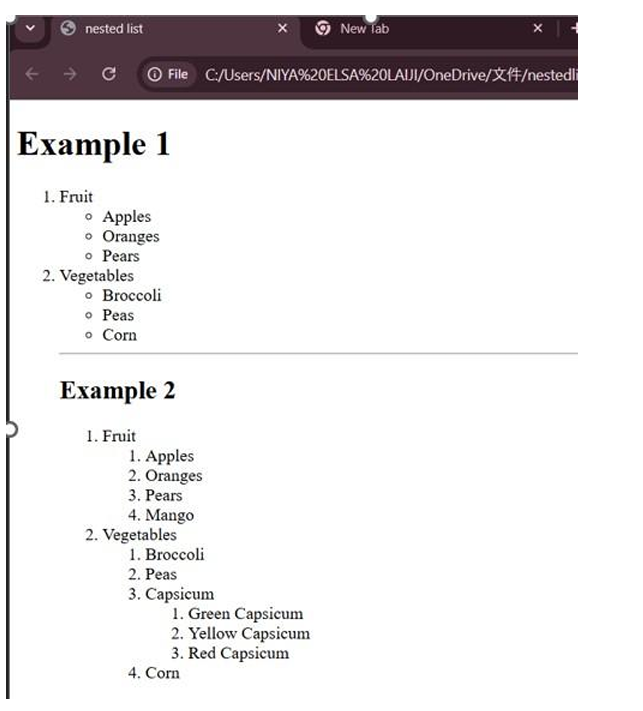 nested list
New Tab
File C:/Users/NIYA%20ELSA%20LAIJI/OneDrive/文件/nestedli
Example 1
1. Fruit
Apples
Oranges
Pears
2. Vegetables
Broccoli
Peas
Corn
Example 2
1. Fruit
1. Apples
2. Oranges
3. Pears
4. Mango
2. Vegetables
1. Broccoli
2. Peas
3. Capsicum
1. Green Capsicum
2. Yellow Capsicum
3. Red Capsicum
4. Corn